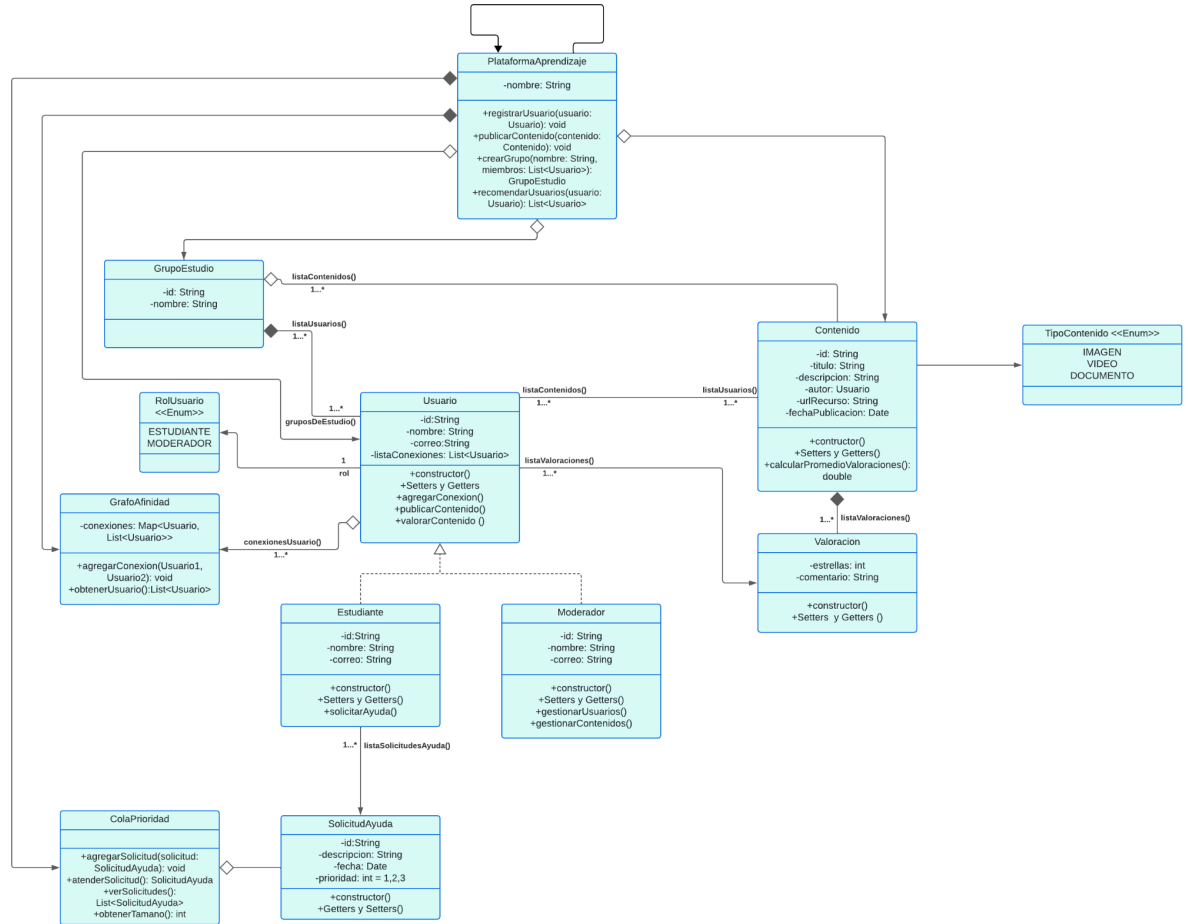 PlataformaAprendizaje
-nombre: String
+registrarUsuario(usuario:
Usuario): void
+publicarContenido(contenido:
Contenido): void
+crearGrupo(nombre: String,
miembros: List<Usuario>):
GrupoEstudio
+recomendarUsuarios(usuario:
Usuario): List<Usuario>
GrupoEstudio
-id: String
-nombre: String
listaContenidos()
1...*
listaUsuarios()
1...*
Contenido
-id: String
-titulo: String
-descripcion: String
-autor: Usuario
-urlRecurso: String
-fechaPublicacion: Date
+contructor()
+Setters y Getters()
+calcularPromedioValoraciones():
double
TipoContenido <<Enum>>
IMAGEN
VIDEO
DOCUMENTO
RolUsuario
<<Enum>>
ESTUDIANTE
MODERADOR
1...*
gruposDeEstudio()
1
rol
Usuario
-id:String
-nombre: String
-correo:String
-listaConexiones: List<Usuario>
+constructor()
+Setters y Getters
+agregarConexion()
+publicarContenido()
+valorarContenido ()
listaContenidos()
1...*
listaUsuarios()
1...*
listaValoraciones()
1...*
GrafoAfinidad
-conexiones: Map<Usuario,
List<Usuario>>
+agregarConexion(Usuario1,
Usuario2): void
+obtenerUsuario():List<Usuario>
conexionesUsuario()
1...*
1...*
listaValoraciones()
Valoracion
-estrellas: int
-comentario: String
+constructor()
+Setters  y Getters ()
Estudiante
-id:String
-nombre: String
-correo: String
+constructor()
+Setters y Getters()
+solicitarAyuda()
Moderador
-id: String
-nombre: String
-correo: String
+constructor()
+Setters y Getters()
+gestionarUsuarios()
+gestionarContenidos()
1...*
listaSolicitudesAyuda()
ColaPrioridad
+agregarSolicitud(solicitud:
SolicitudAyuda): void
+atenderSolicitud(): SolicitudAyuda
+verSolicitudes():
List<SolicitudAyuda>
+obtenerTamano(): int
SolicitudAyuda
-id:String
-descripcion: String
-fecha: Date
-prioridad: int = 1,2,3
+constructor()
+Getters y Setters()